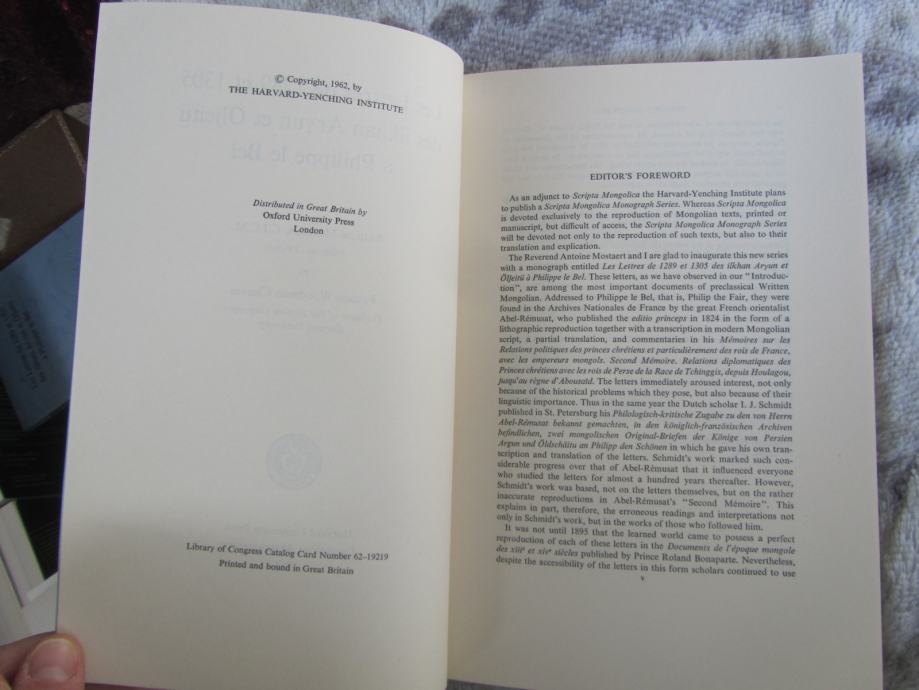 © Copyright, 1962, by
THE HARVARD-YENCHING INSTITUTE
Distributed in Great Britain by
Oxford University Press
London
Library of Congress Catalog Card Number 62–19219
Printed and bound in Great Britain
EDITOR'S FOREWORD
As an adjunct to Scripta Mongolica the Harvard-Yenching Institute plans
to publish a Scripta Mongolica Monograph Series. Whereas Scripta Mongolica
is devoted exclusively to the reproduction of Mongolian texts, printed or
manuscript, but difficult of access, the Scripta Mongolica Monograph Series
will be devoted not only to the reproduction of such texts, but also to their
translation and explication.
The Reverend Antoine Mostaert and I are glad to inaugurate this new series
with a monograph entitled Les Lettres de 1289 et 1305 des ilkhan Arγun et
Ölǰeitü à Philippe le Bel. These letters, as we have observed in our "Introduc-
tion", are among the most important documents of preclassical Written
Mongolian. Addressed to Philippe le Bel, that is, Philip the Fair, they were
found in the Archives Nationales de France by the great French orientalist
Abel-Rémusat, who published the editio princeps in 1824 in the form of a
lithographic reproduction together with a transcription in modern Mongolian
script, a partial translation, and commentaries in his Mémoires sur les
Relations politiques des princes chrétiens et particulièrement des rois de France,
avec les empereurs mongols. Second Mémoire. Relations diplomatiques des
Princes chrétiens avec les rois de Perse de la Race de Tchinggis, depuis Houlagou,
jusqu'au règne d'Abousaïd. The letters immediately aroused interest, not only
because of the historical problems which they pose, but also because of their
linguistic importance. Thus in the same year the Dutch scholar I. J. Schmidt
published in St. Petersburg his Philologisch-kritische Zugabe zu den von Herrn
Abel-Rémusat bekannt gemachten, in den königlich-französischen Archiven
befindlichen, zwei mongolischen Original-Briefen der Könige von Persien
Argun und Öldschäitu an Philipp den Schönen in which he gave his own tran-
scription and translation of the letters. Schmidt's work marked such con-
siderable progress over that of Abel-Rémusat that it influenced everyone
who studied the letters for almost a hundred years thereafter. However,
Schmidt's work was based, not on the letters themselves, but on the rather
inaccurate reproductions in Abel-Rémusat's "Second Mémoire". This
explains in part, therefore, the erroneous readings and interpretations not
only in Schmidt's work, but in the works of those who followed him.
It was not until 1895 that the learned world came to possess a perfect
reproduction of each of these letters in the Documents de l'époque mongole
des xiiie et xive siècles published by Prince Roland Bonaparte. Nevertheless,
despite the accessibility of the letters in this form scholars continued to use
v